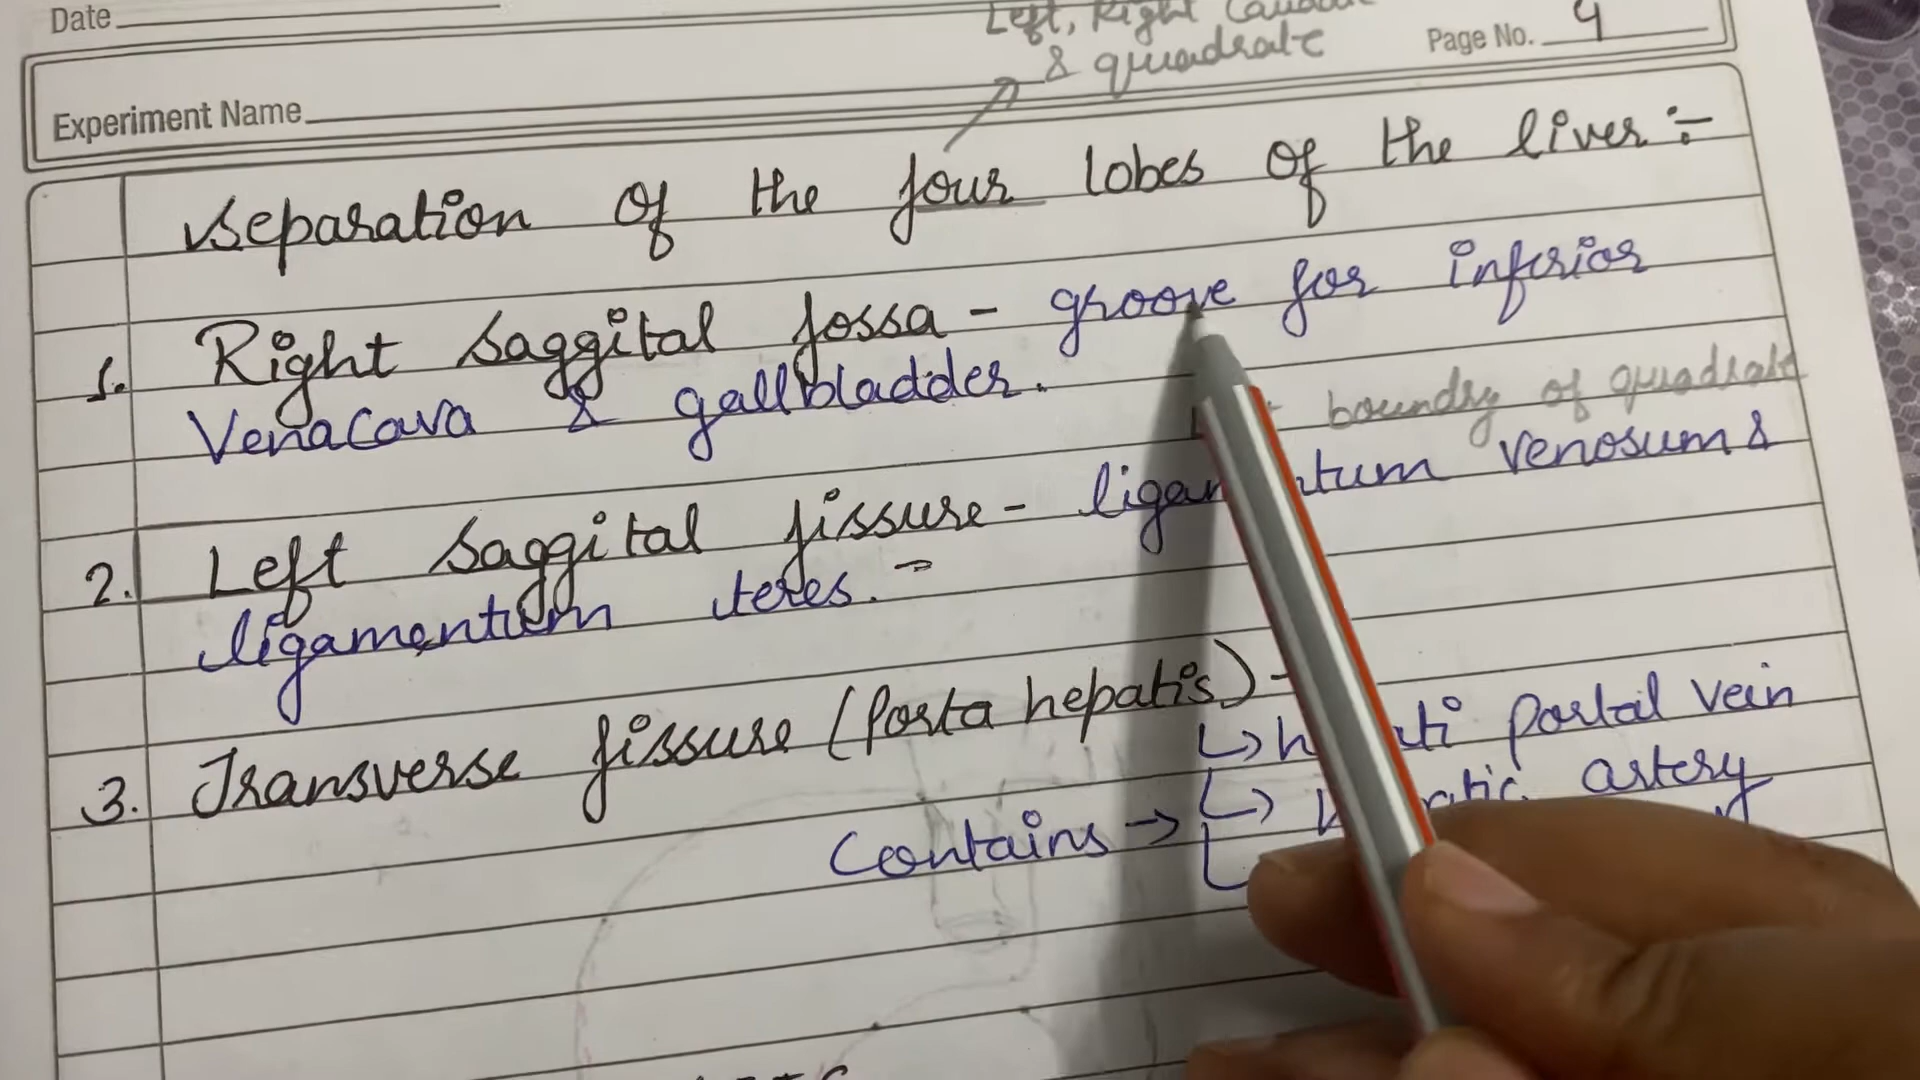 Date
Left, Right
& quadrate
Page No. 4
Experiment Name
Separation of the four lobes of the liver :-
1. Right Saggital fossa - groove for inferior
Venacava & gallbladder.
boundry of quadrate
2. Left Saggital fissure - ligamentum venosum &
ligamentum teres.
3. Transverse fissure (Porta hepatis) -
portal vein
artery
Contains →